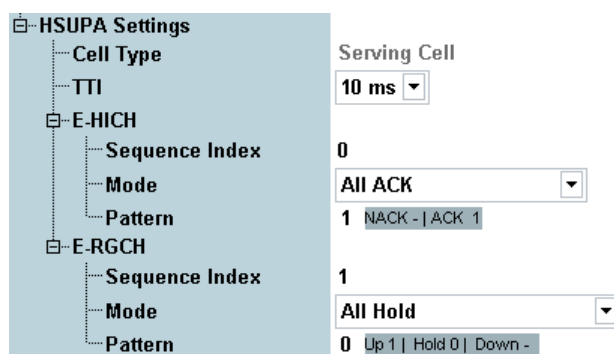 HSUPA Settings
Cell Type Serving Cell
TTI 10 ms
E-HICH
Sequence Index 0
Mode All ACK
Pattern 1 NACK - | ACK 1
E-RGCH
Sequence Index 1
Mode All Hold
Pattern 0 Up 1 | Hold 0 | Down -